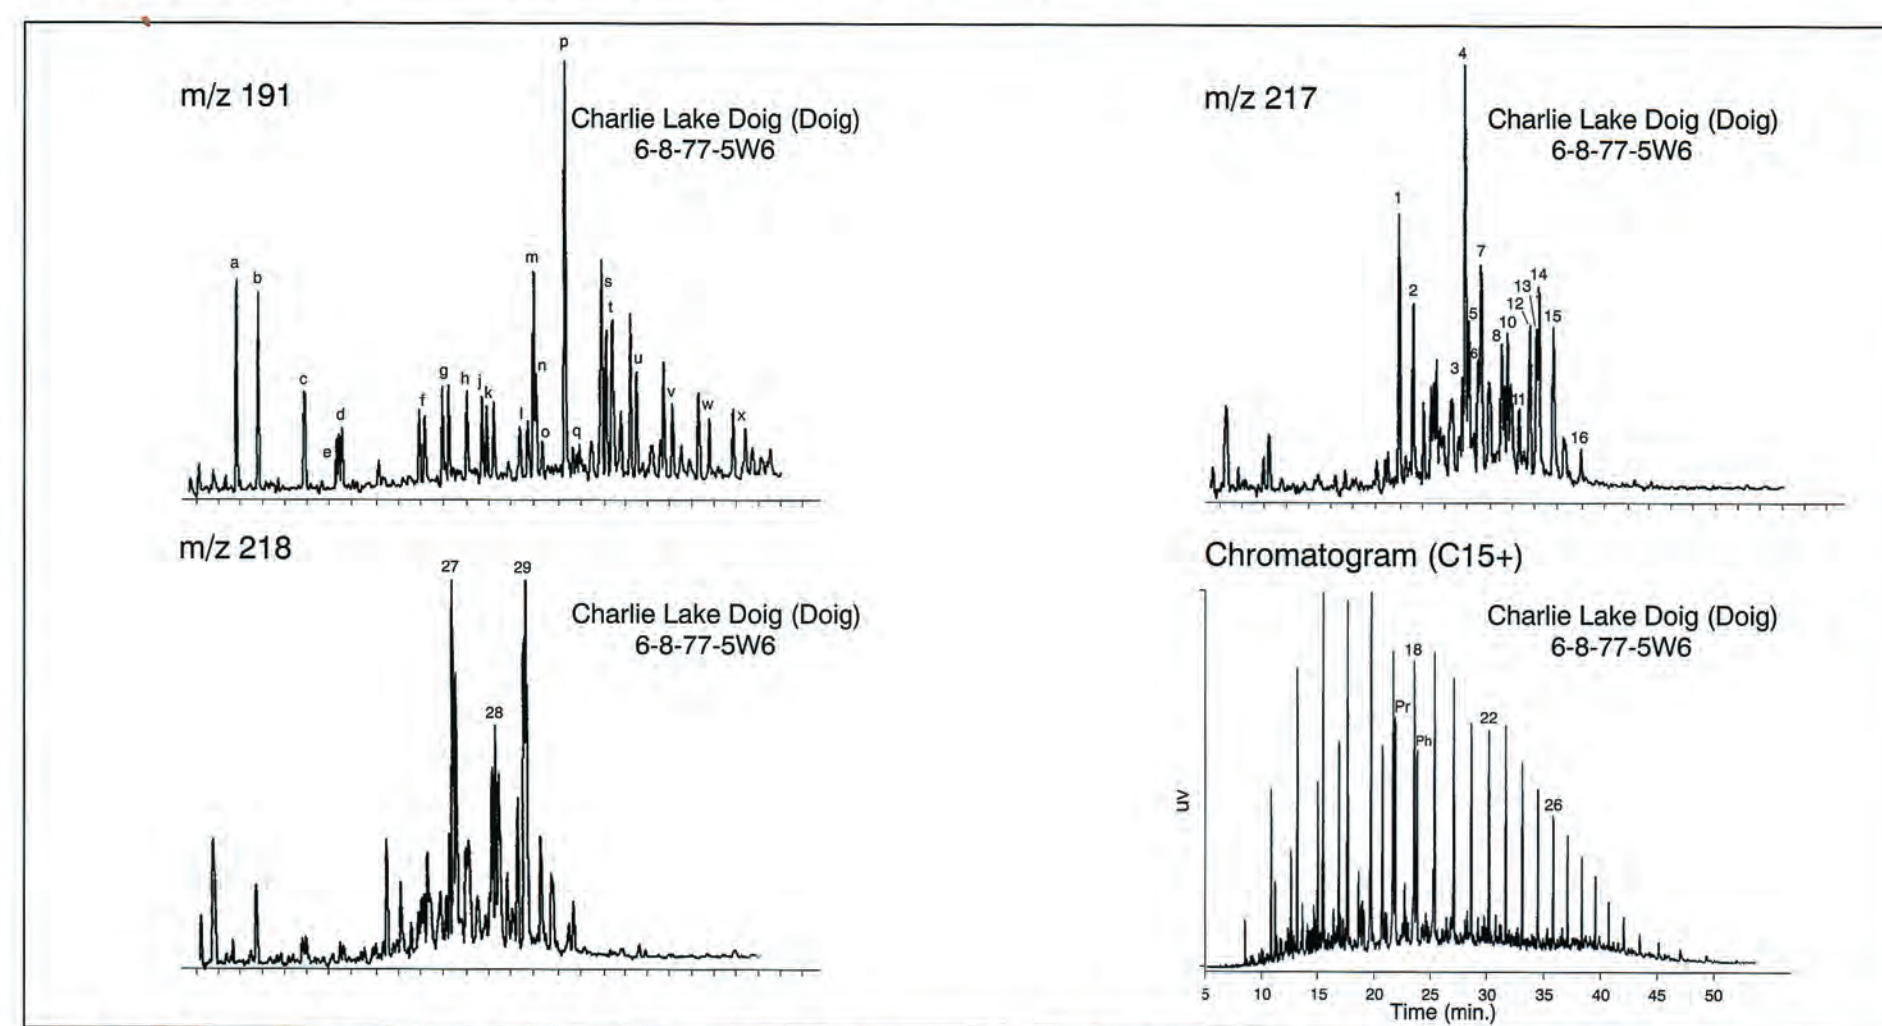 m/z 191
Charlie Lake Doig (Doig)
6-8-77-5W6
a
b
c
e
d
f
g
h
j
k
l
m
n
o
p
q
s
t
u
v
w
x
m/z 217
Charlie Lake Doig (Doig)
6-8-77-5W6
1
2
3
4
5
6
7
8
10
11
12
13
14
15
16
m/z 218
Charlie Lake Doig (Doig)
6-8-77-5W6
27
28
29
Chromatogram (C15+)
Charlie Lake Doig (Doig)
6-8-77-5W6
18
Pr
Ph
22
26
uv
5 10 15 20 25 30 35 40 45 50
Time (min.)